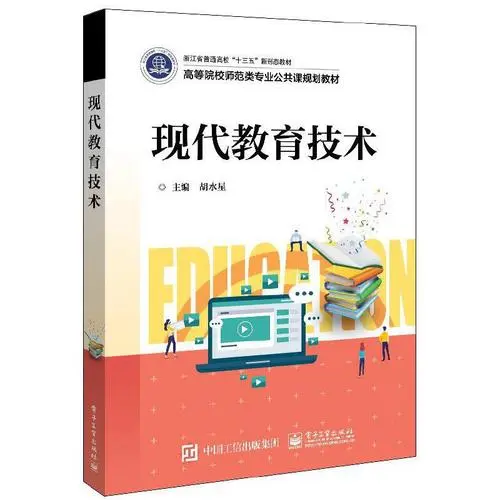 浙江省普通高校“十三五”新形态教材
高等院校师范类专业公共课规划教材
现代教育技术
主编 胡水星
EDUCATION
中国工信出版集团
电子工业出版社
现代教育技术